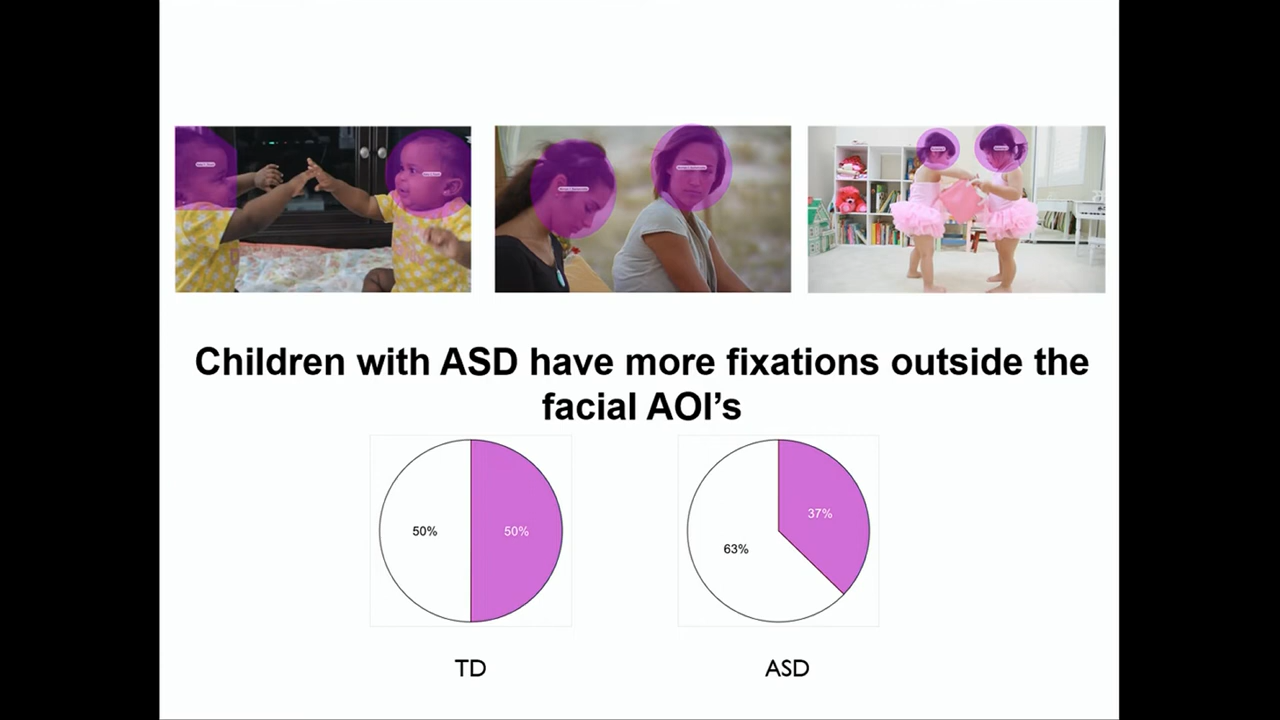 Children with ASD have more fixations outside the
facial AOI's
50%
50%
37%
63%
TD
ASD